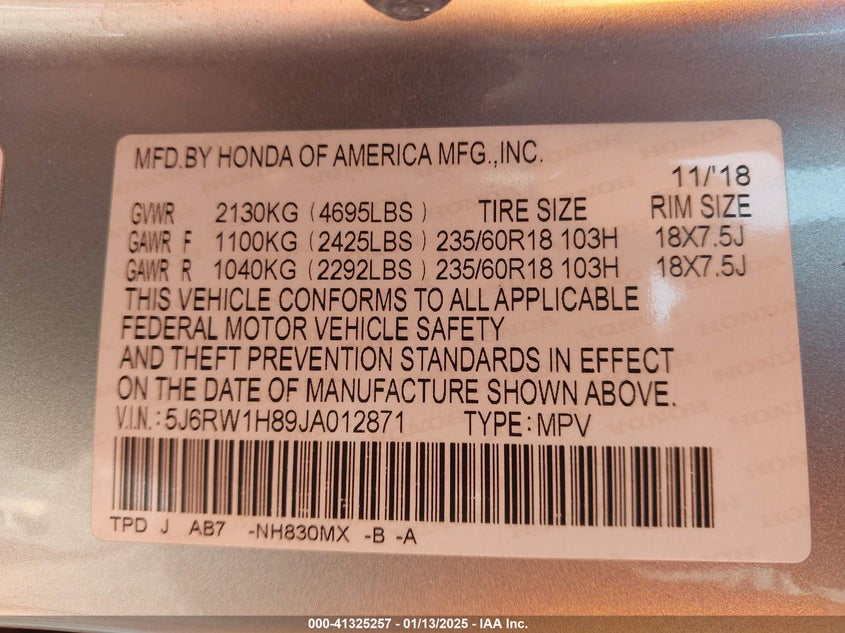 MFD.BY HONDA OF AMERICA MFG.,INC.
11/'18
GVWR 2130KG (4695LBS) TIRE SIZE RIM SIZE
GAWR F 1100KG (2425LBS) 235/60R18 103H 18X7.5J
GAWR R 1040KG (2292LBS) 235/60R18 103H 18X7.5J
THIS VEHICLE CONFORMS TO ALL APPLICABLE
FEDERAL MOTOR VEHICLE SAFETY
AND THEFT PREVENTION STANDARDS IN EFFECT
ON THE DATE OF MANUFACTURE SHOWN ABOVE.
V.I.N.: 5J6RW1H89JA012871 TYPE: MPV
TPD J AB7 -NH830MX -B -A
000-41325257 - 01/13/2025 - IAA Inc.